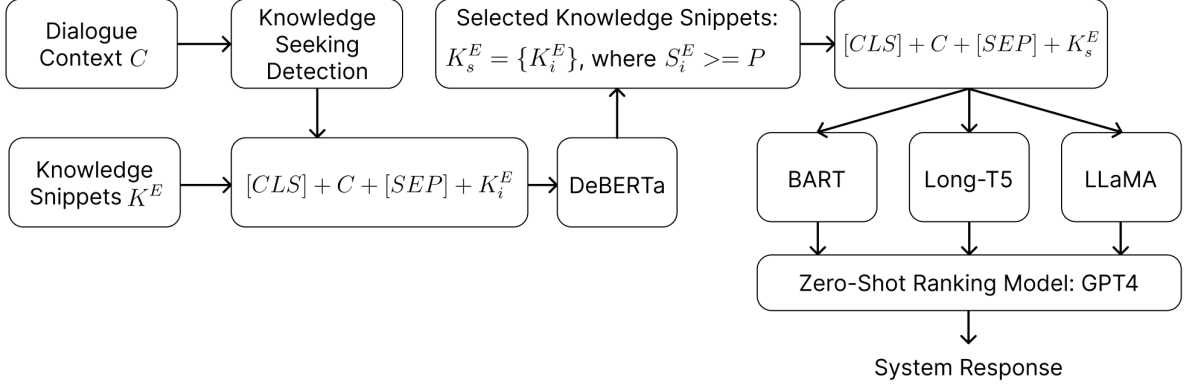 Dialogue
Context $C$
Knowledge
Seeking
Detection
Selected Knowledge Snippets:
$K_s^E = \{K_i^E\}$, where $S_i^E >= P$
$[CLS] + C + [SEP] + K_s^E$
Knowledge
Snippets $K^E$
$[CLS] + C + [SEP] + K_i^E$
DeBERTa
BART
Long-T5
LLaMA
Zero-Shot Ranking Model: GPT4
System Response